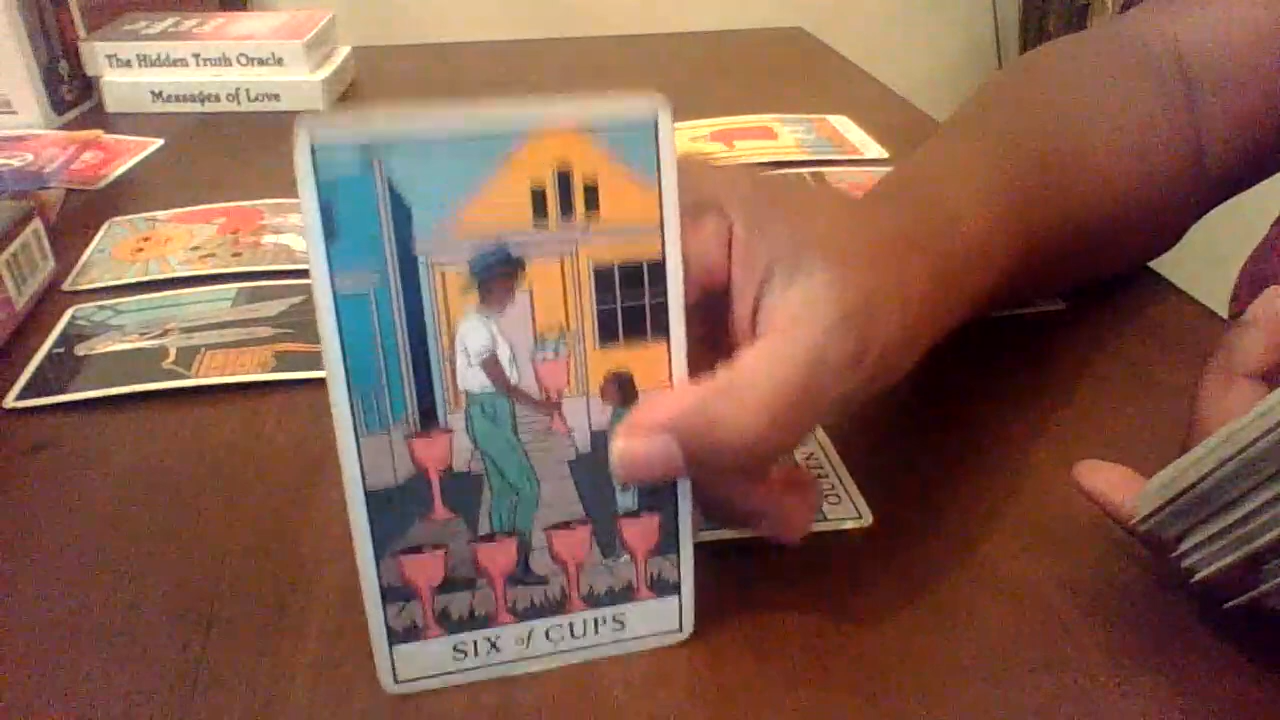 The Hidden Truth Oracle
Messages of Love
QUEEN
SIX of CUPS